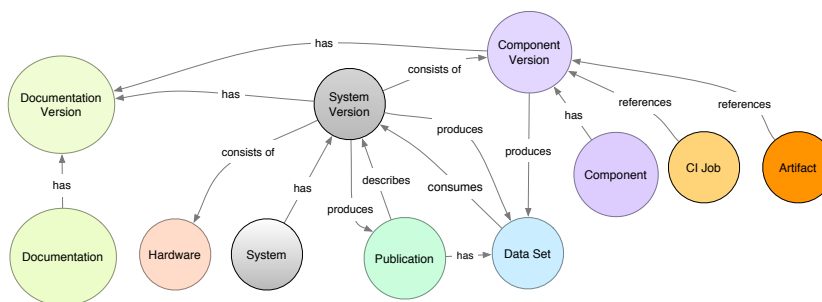 has
Component
Version
Documentation
Version
has
System
Version
consists of
references
references
produces
has
consists of
produces
has
describes
consumes
has
Component
CI Job
Artifact
produces
Documentation
Hardware
System
Publication
has
Data Set